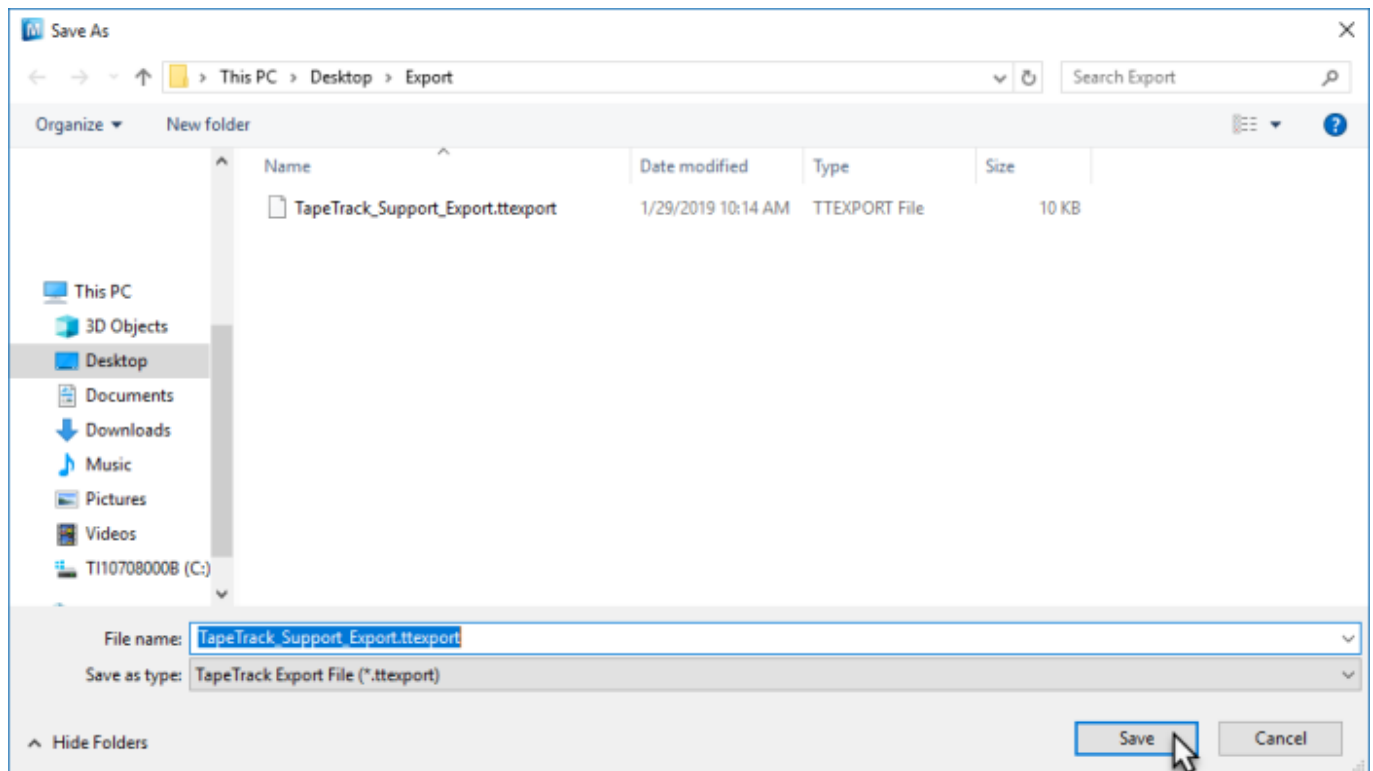 Save As
This PC > Desktop > Export
Search Export
Organize
New folder
Name Date modified Type Size
TapeTrack_Support_Export.ttexport 1/29/2019 10:14 AM TTEXPORT File 10 KB
This PC
3D Objects
Desktop
Documents
Downloads
Music
Pictures
Videos
TI10708000B (C:)
File name: TapeTrack_Support_Export.ttexport
Save as type: TapeTrack Export File (*.ttexport)
Hide Folders
Save Cancel